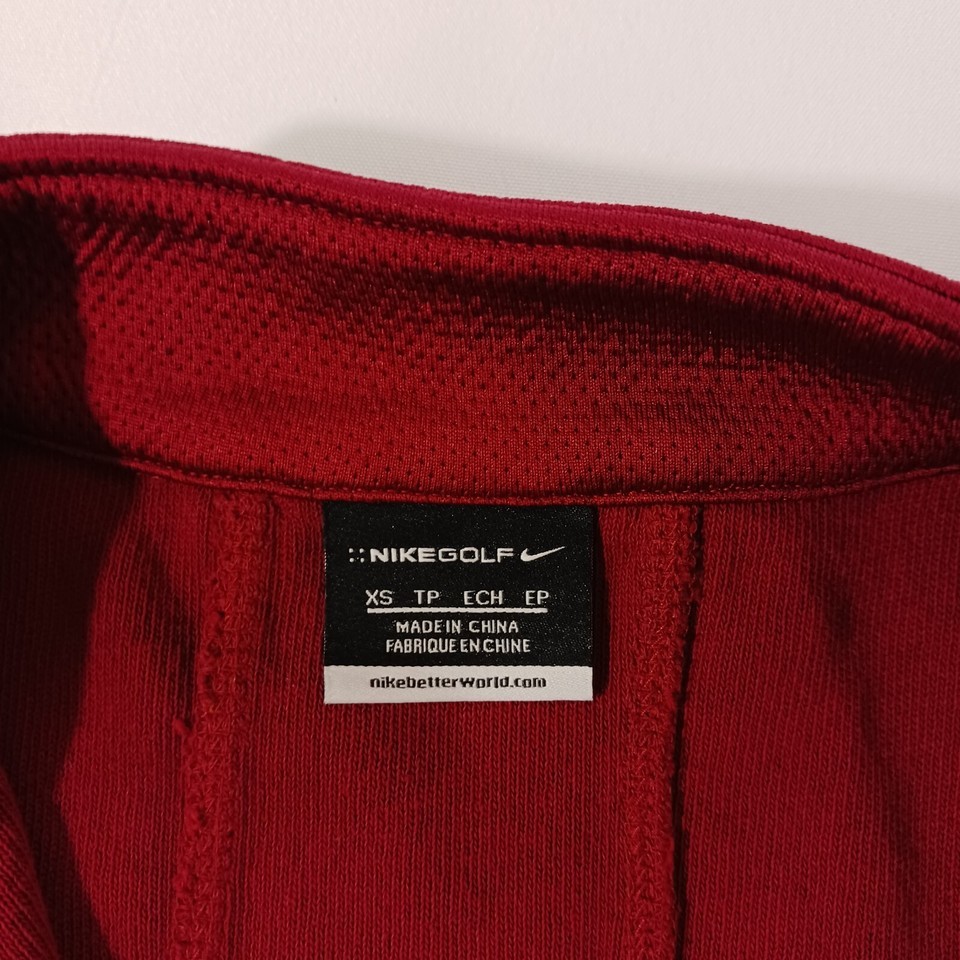 NIKEGOLF
XS TP ECH EP
MADE IN CHINA
FABRIQUE EN CHINE
nikebetterworld.com